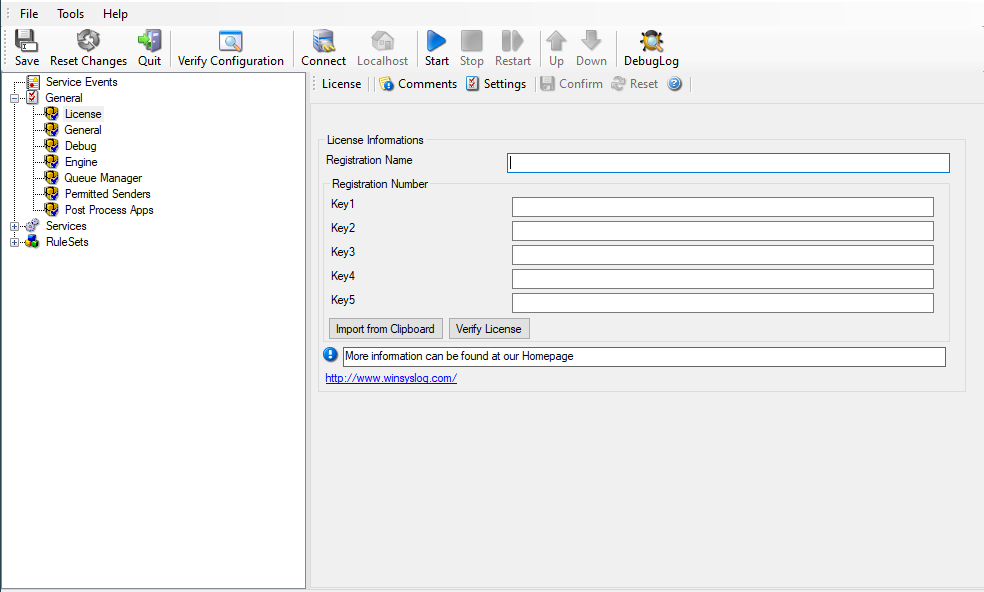 File Tools Help
Save Reset Changes Quit Verify Configuration Connect Localhost Start Stop Restart Up Down DebugLog
Service Events
General
License
General
Debug
Engine
Queue Manager
Permitted Senders
Post Process Apps
Services
RuleSets
License Comments Settings Confirm Reset
License Informations
Registration Name
Registration Number
Key1
Key2
Key3
Key4
Key5
Import from Clipboard Verify License
More information can be found at our Homepage
http://www.winsyslog.com/